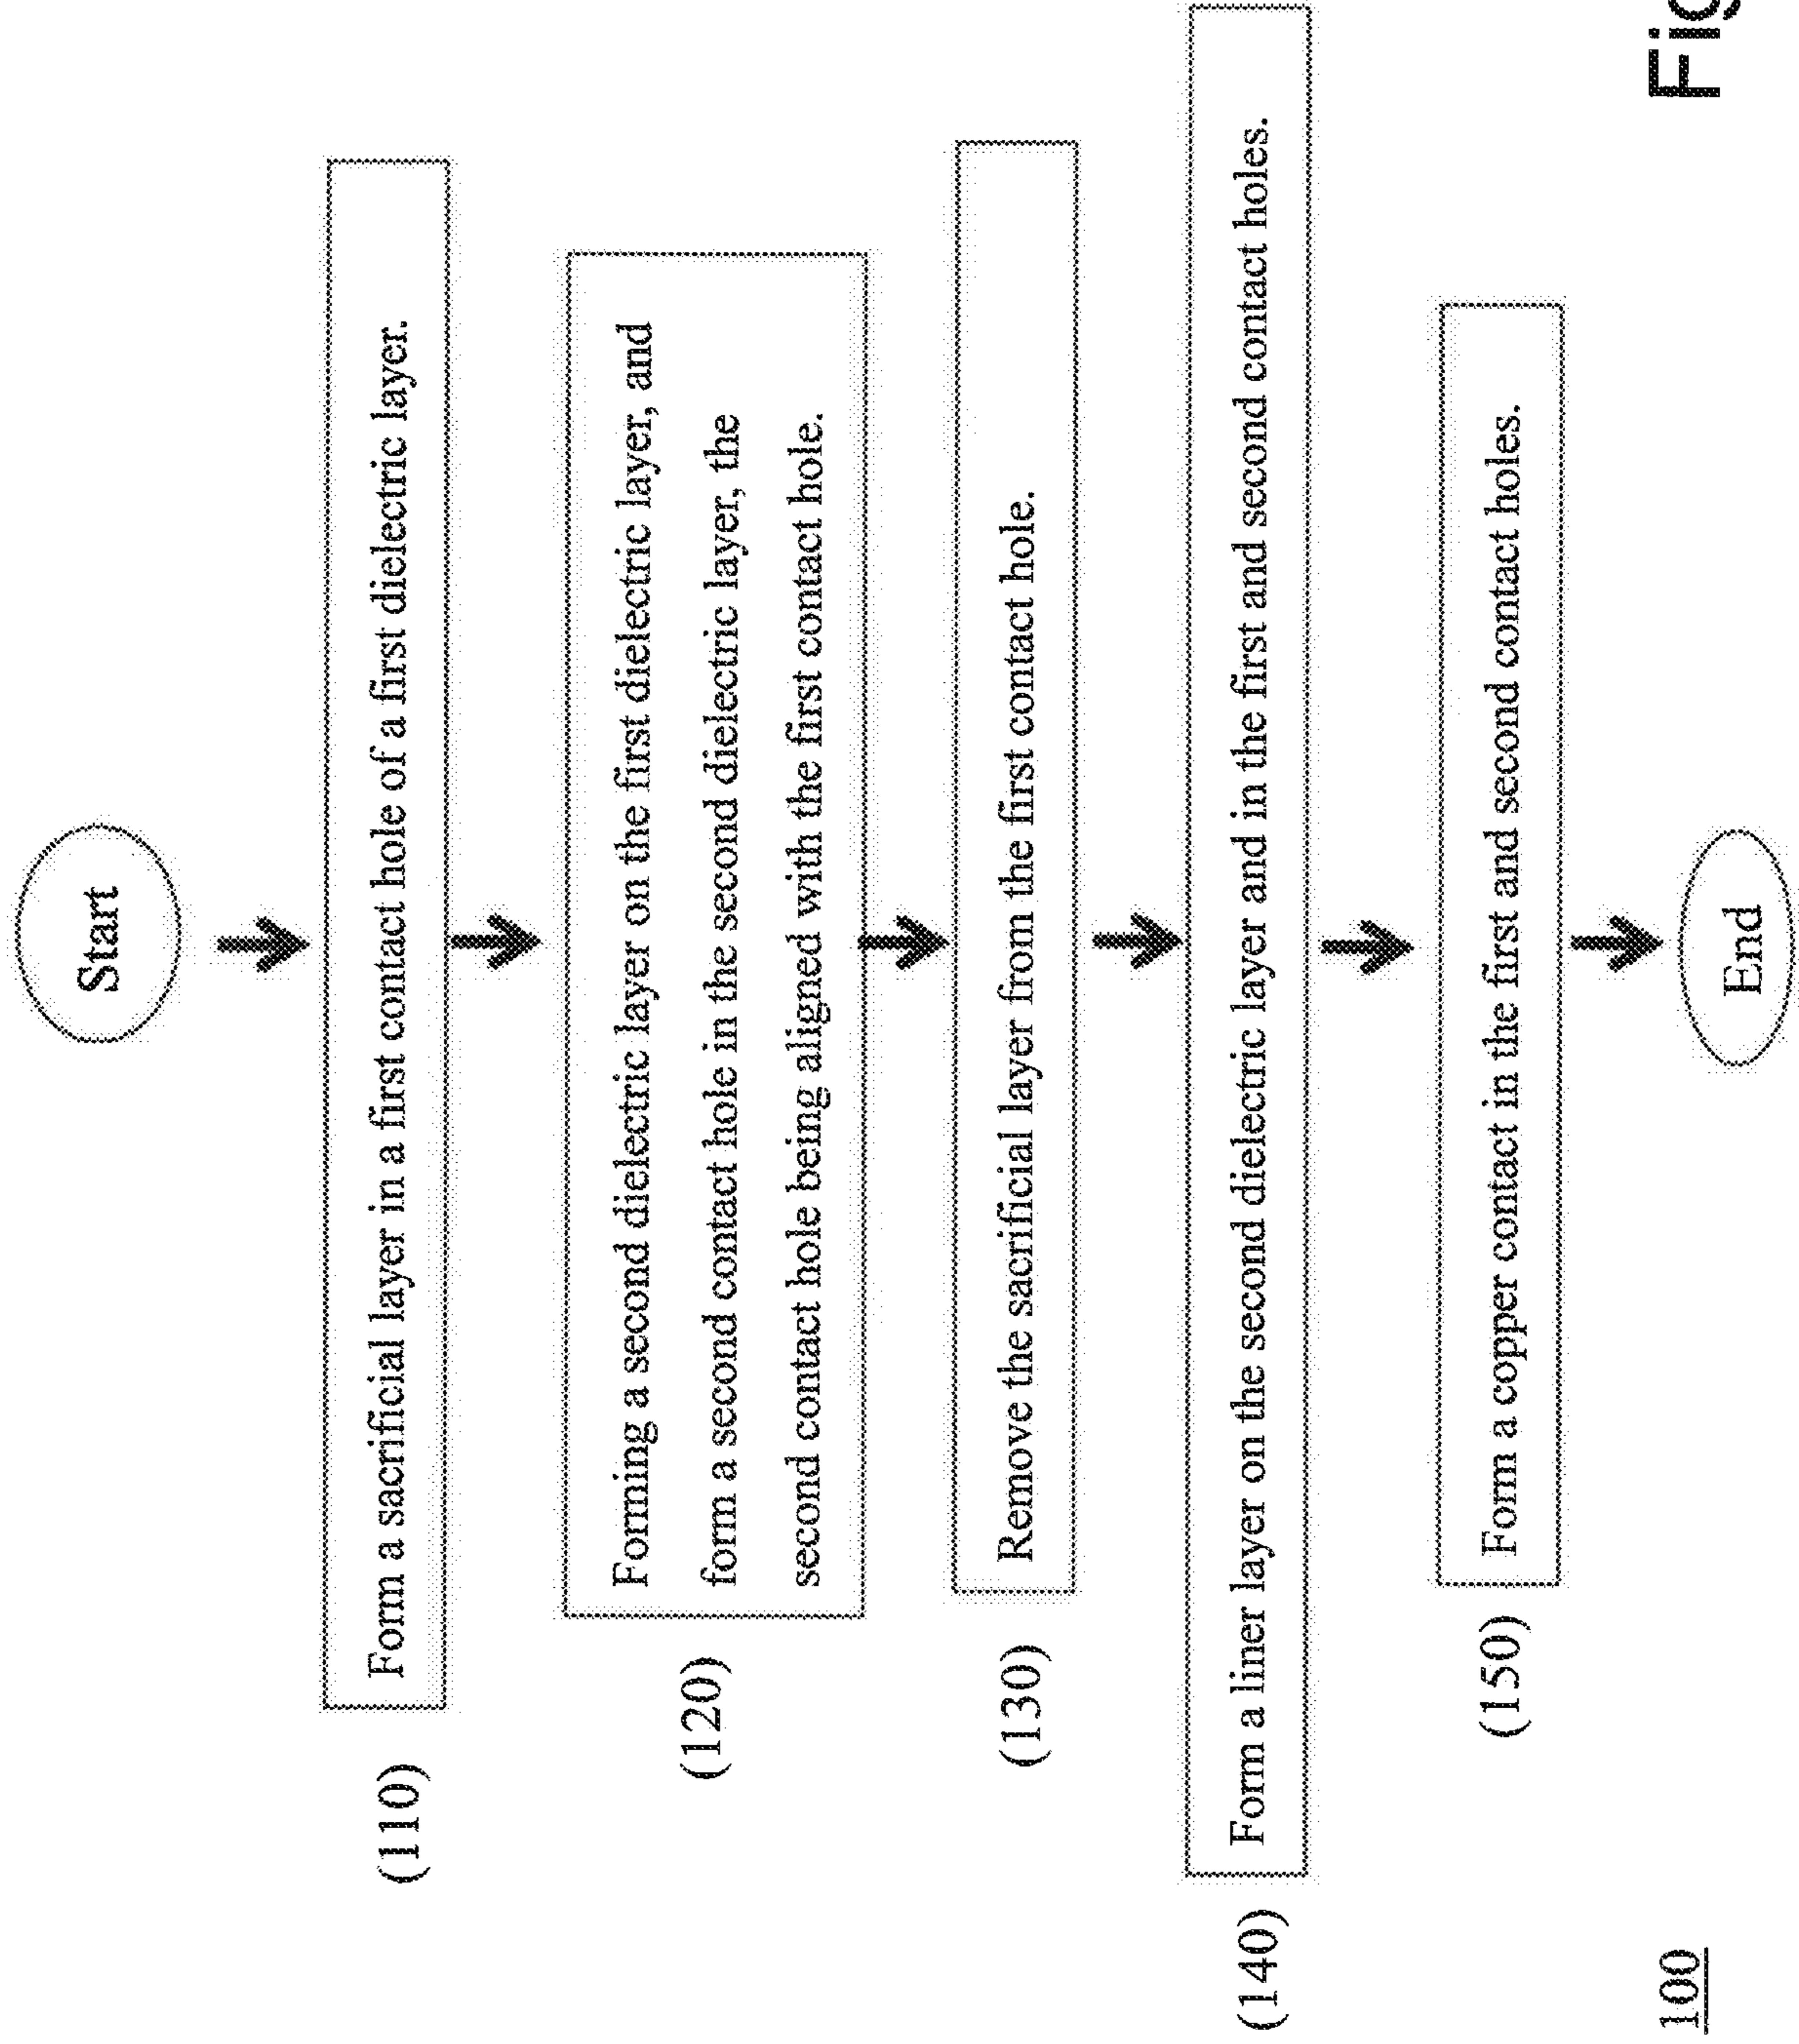 Start
(110)
Form a sacrificial layer in a first contact hole of a first dielectric layer.
(120)
Forming a second dielectric layer on the first dielectric layer, and
form a second contact hole in the second dielectric layer, the
second contact hole being aligned with the first contact hole.
(130)
Remove the sacrificial layer from the first contact hole.
(140)
Form a liner layer on the second dielectric layer and in the first and second contact holes.
(150)
Form a copper contact in the first and second contact holes.
End
100